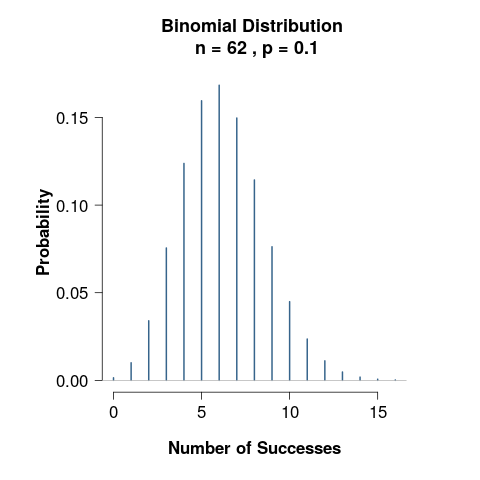 Binomial Distribution
n = 62 , p = 0.1
0.15
0.10
0.05
0.00
Probability
0 5 10 15
Number of Successes